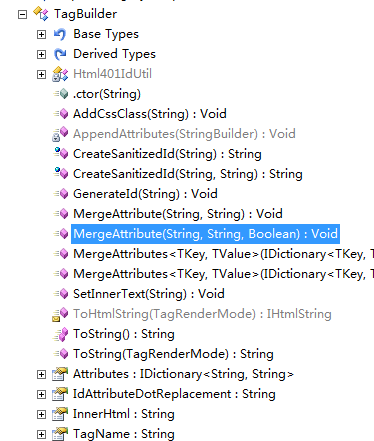 TagBuilder
Base Types
Derived Types
Html401IdUtil
.ctor(String)
AddCssClass(String) : Void
AppendAttributes(StringBuilder) : Void
CreateSanitizedId(String) : String
CreateSanitizedId(String, String) : String
GenerateId(String) : Void
MergeAttribute(String, String) : Void
MergeAttribute(String, String, Boolean) : Void
MergeAttributes<TKey, TValue>(IDictionary<TKey, T
MergeAttributes<TKey, TValue>(IDictionary<TKey, T
SetInnerText(String) : Void
ToHtmlString(TagRenderMode) : IHtmlString
ToString() : String
ToString(TagRenderMode) : String
Attributes : IDictionary<String, String>
IdAttributeDotReplacement : String
InnerHtml : String
TagName : String